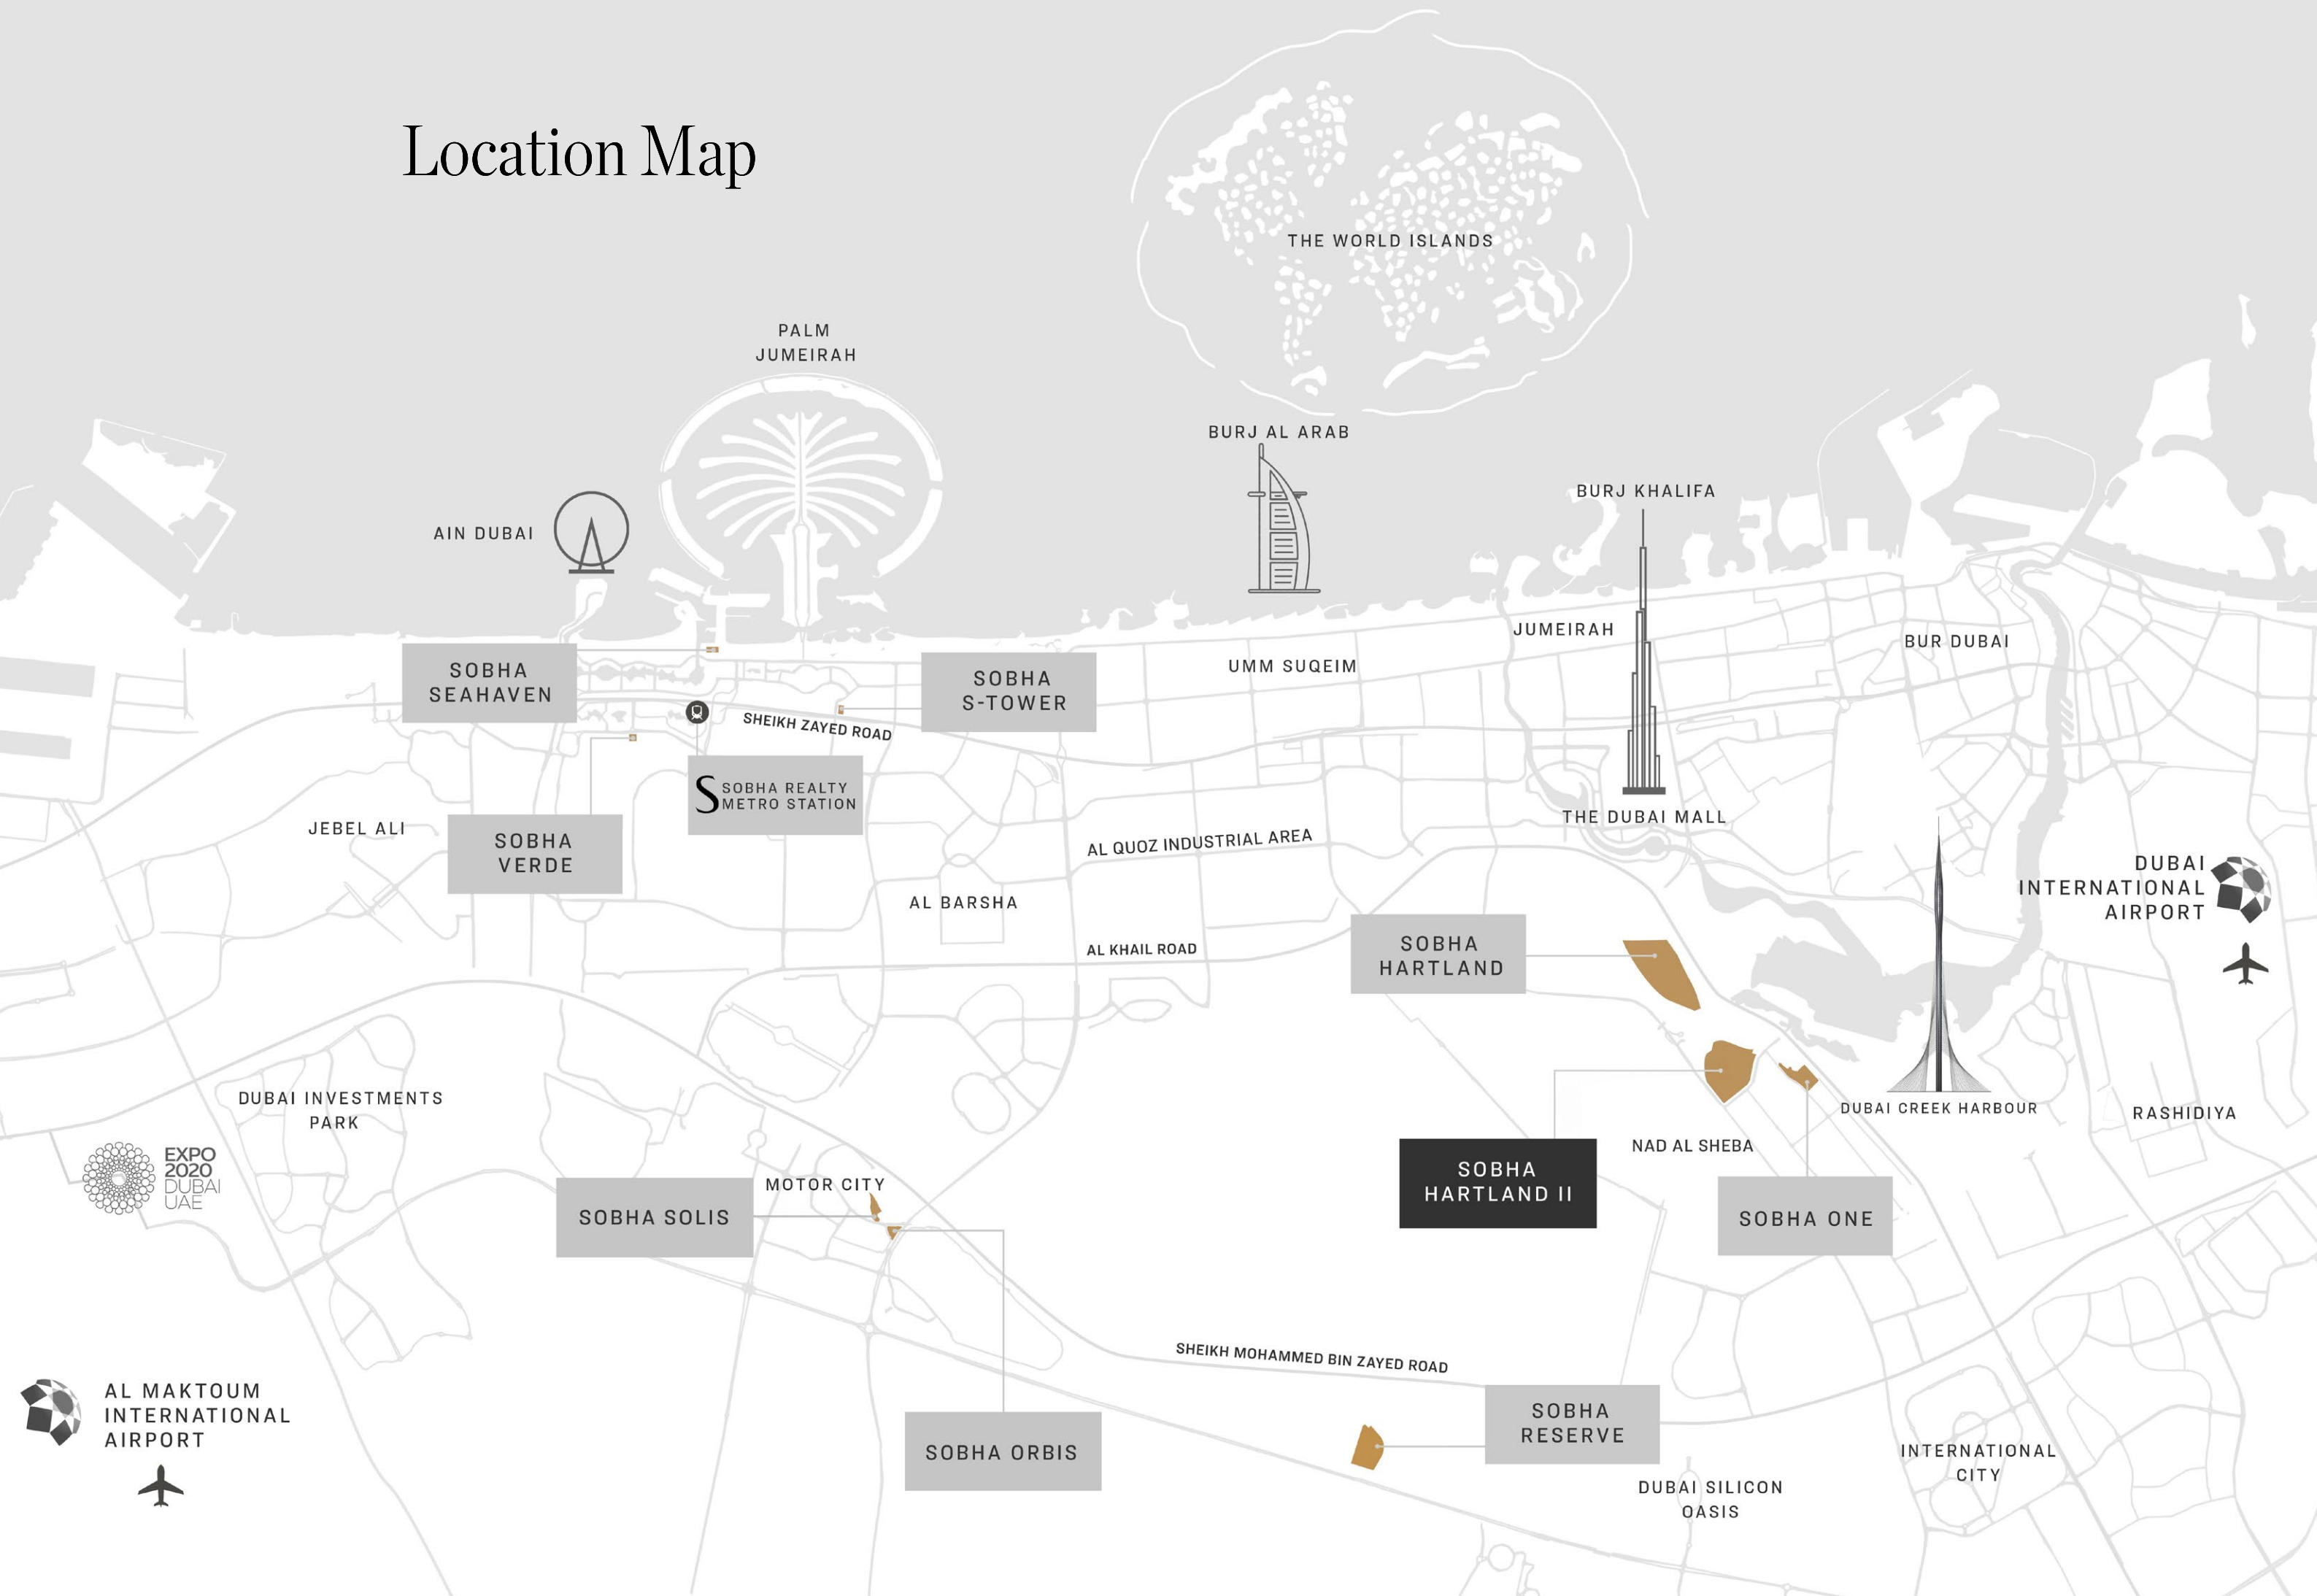 Location Map
THE WORLD ISLANDS
PALM
JUMEIRAH
BURJ AL ARAB
BURJ KHALIFA
AIN DUBAI
JUMEIRAH
BUR DUBAI
UMM SUQEIM
SOBHA
SEAHAVEN
SOBHA
S-TOWER
SHEIKH ZAYED ROAD
S SOBHA REALTY
METRO STATION
JEBEL ALI
SOBHA
VERDE
THE DUBAI MALL
AL QUOZ INDUSTRIAL AREA
DUBAI
INTERNATIONAL
AIRPORT
AL BARSHA
AL KHAIL ROAD
SOBHA
HARTLAND
DUBAI INVESTMENTS
PARK
DUBAI CREEK HARBOUR
RASHIDIYA
NAD AL SHEBA
EXPO
2020
DUBAI
UAE
SOBHA
HARTLAND II
MOTOR CITY
SOBHA SOLIS
SOBHA ONE
SHEIKH MOHAMMED BIN ZAYED ROAD
AL MAKTOUM
INTERNATIONAL
AIRPORT
SOBHA
RESERVE
SOBHA ORBIS
INTERNATIONAL
CITY
DUBAI SILICON
OASIS